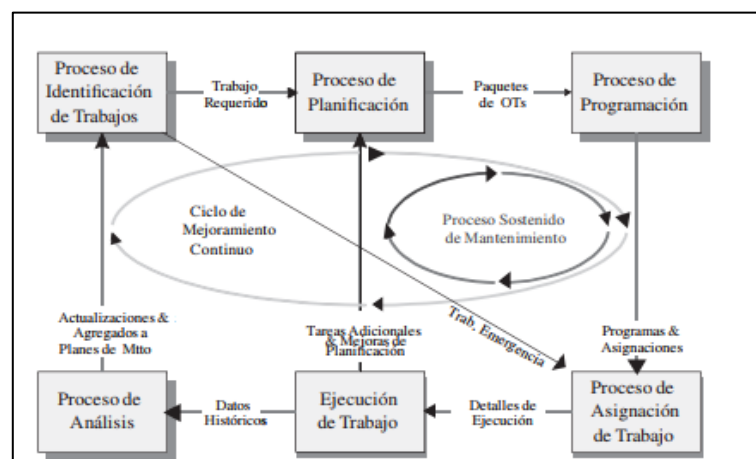 Proceso de
Identificación
de Trabajos
Trabajo
Requerido
Proceso de
Planificación
Paquetes
de OTs
Proceso de
Programación
Ciclo de
Mejoramiento
Continuo
Proceso Sostenido
de Mantenimiento
Actualizaciones &
Agregados a
Planes de Mtto
Tareas Adicionales
& Mejoras de
Planificación
Trab. Emergencia
Programas &
Asignaciones
Proceso de
Análisis
Datos
Históricos
Ejecución
de Trabajo
Detalles de
Ejecución
Proceso de
Asignación
de Trabajo